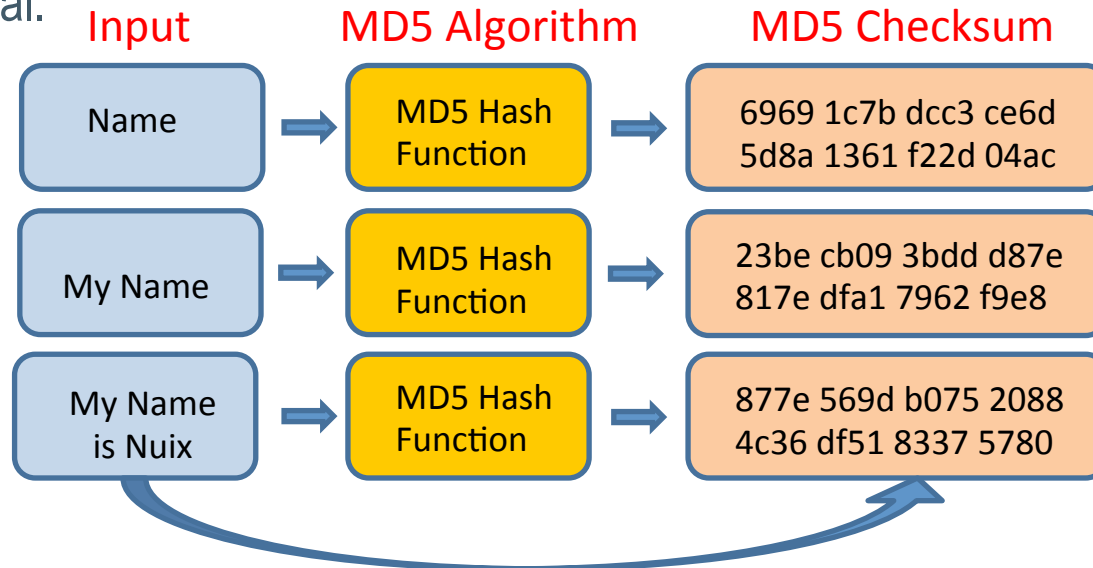 al.
Input
MD5 Algorithm
MD5 Checksum
Name
MD5 Hash
Function
6969 1c7b dcc3 ce6d
5d8a 1361 f22d 04ac
My Name
MD5 Hash
Function
23be cb09 3bdd d87e
817e dfa1 7962 f9e8
My Name
is Nuix
MD5 Hash
Function
877e 569d b075 2088
4c36 df51 8337 5780